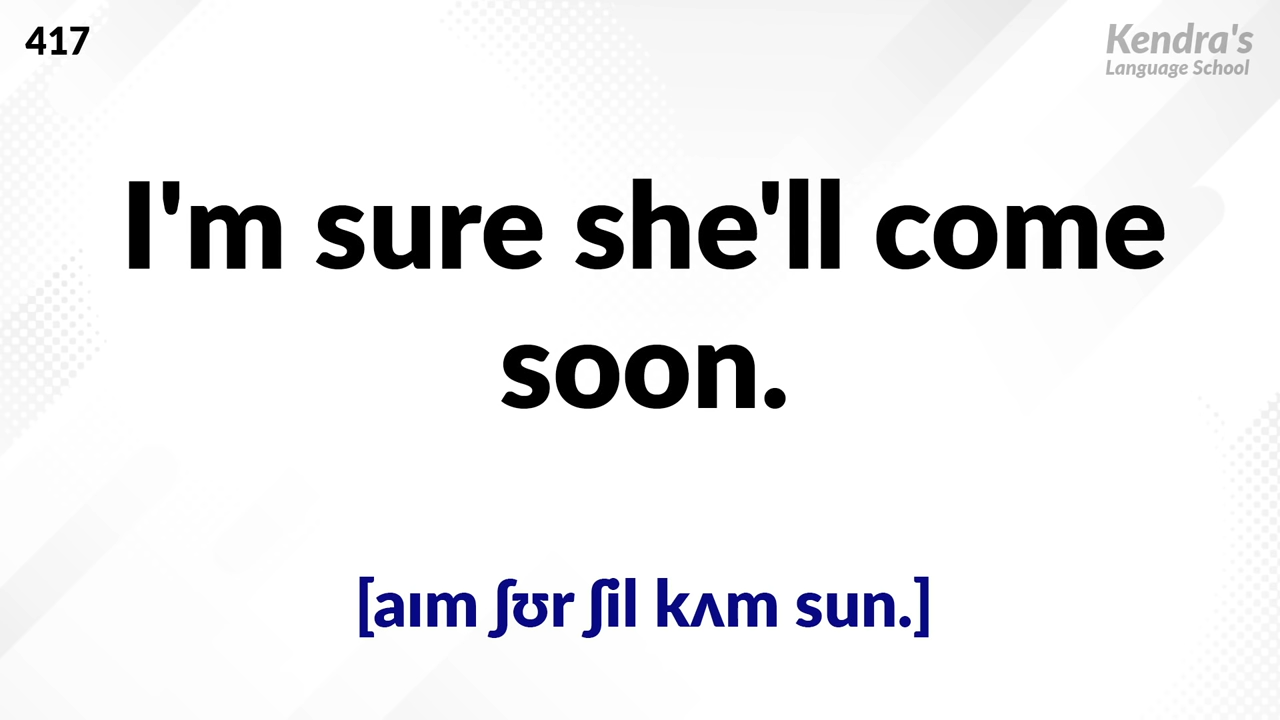 417
Kendra's
Language School
I'm sure she'll come
soon.
[aɪm ʃʊr ʃil kʌm sun.]